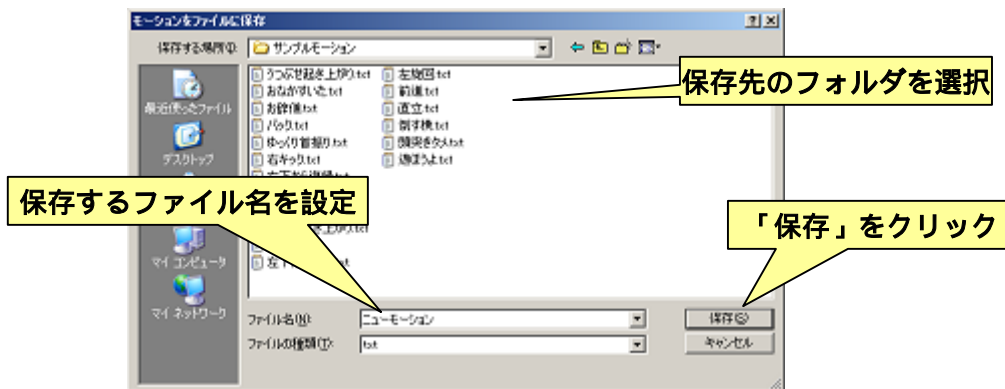 モーションをファイルに保存
保存する場所(I):
サンプルモーション
うつぶせ起き上がり.txt
おなかすいた.txt
お辞儀.txt
バック.txt
ゆっくり首振り.txt
右キック.txt
左旋回.txt
前進.txt
直立.txt
倒す横.txt
頭突き欠人.txt
遊ぼうよ.txt
保存先のフォルダを選択
最近使ったファイル
デスクトップ
保存するファイル名を設定
「保存」をクリック
マイ コンピュータ
マイ ネットワーク
ファイル名(N):
ニューモーション
保存(S)
ファイルの種類(T):
txt
キャンセル